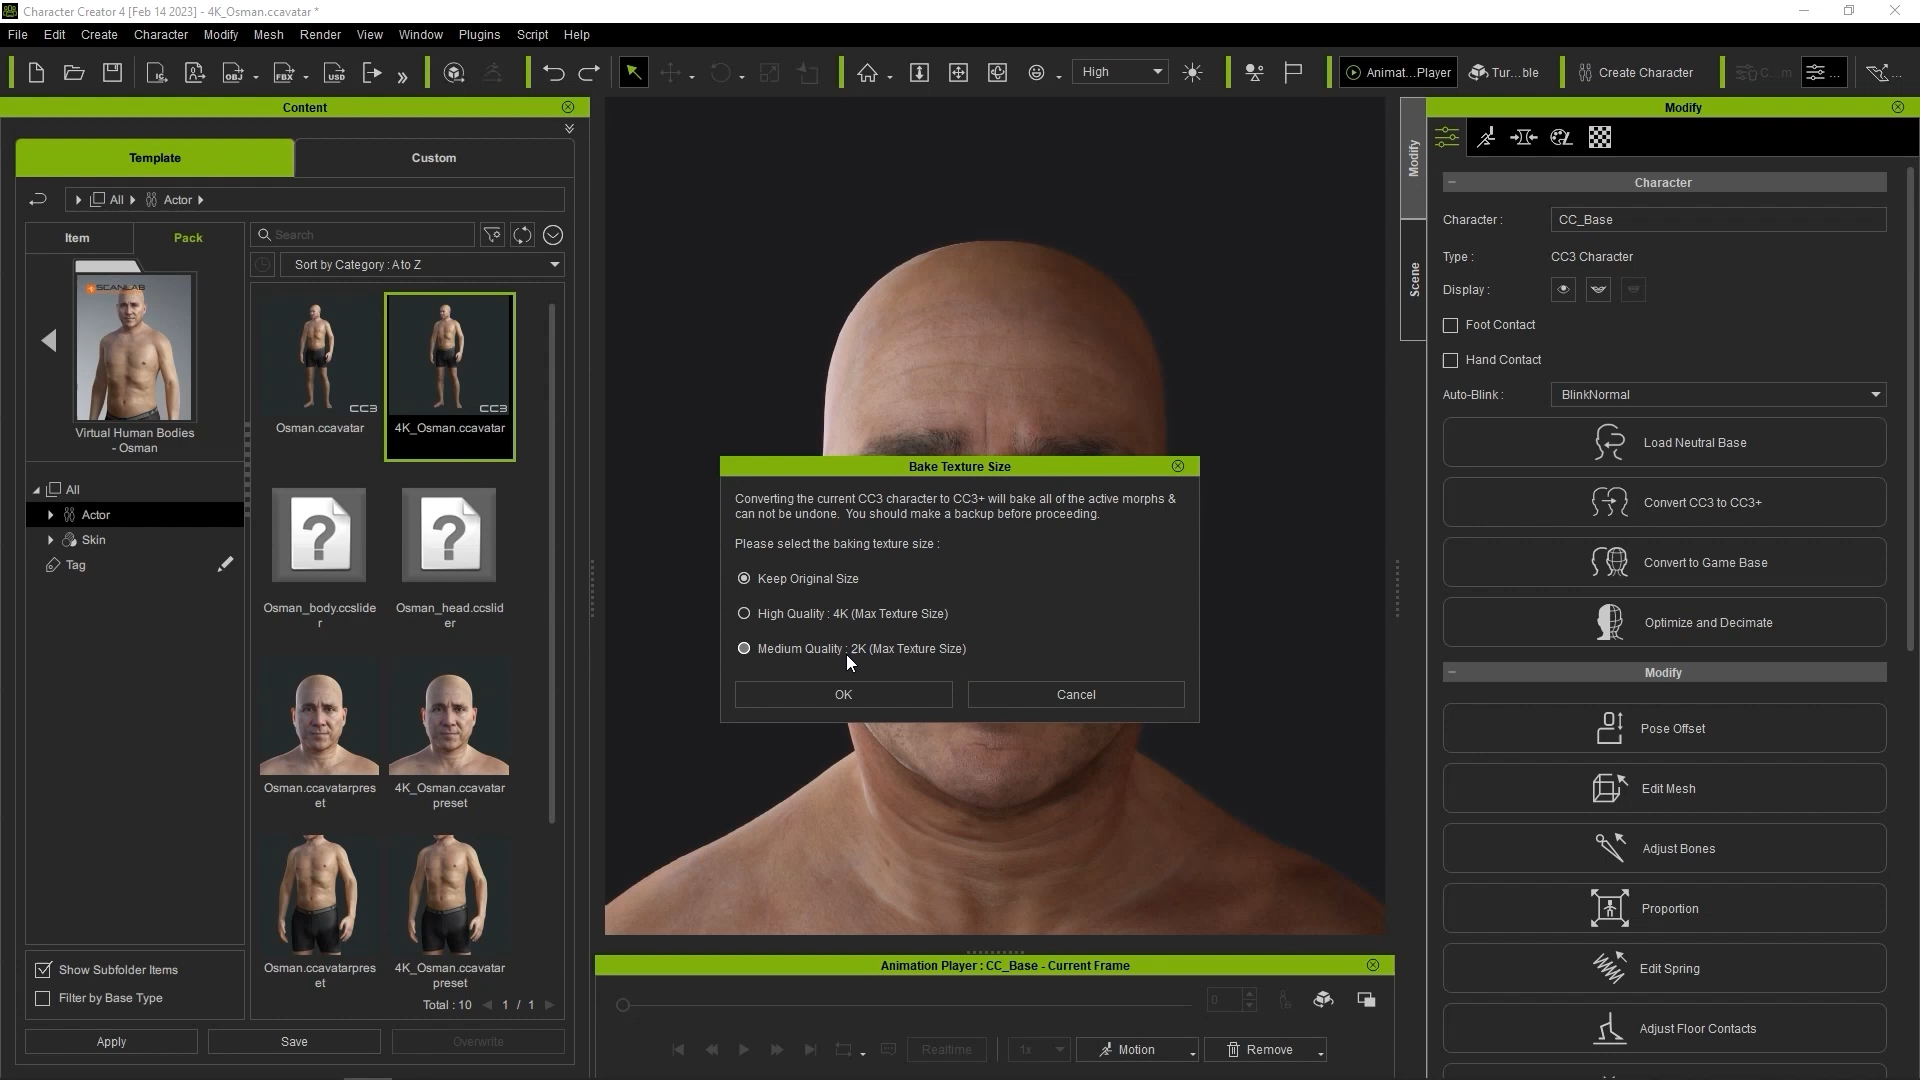 Character Creator 4 [Feb 14 2023] - 4K_Osman.ccavatar *
File Edit Create Character Modify Mesh Render View Window Plugins Script Help
High
Animat...Player
Tur...ble
Create Character
Content
Template
Custom
All
Actor
Item
Pack
Search
Sort by Category : A to Z
SCANLAB
Virtual Human Bodies
- Osman
All
Actor
Skin
Tag
CC3
Osman.ccavatar
CC3
4K_Osman.ccavatar
Osman_body.ccslide
r
Osman_head.ccslid
er
Osman.ccavatarpres
et
4K_Osman.ccavatar
preset
Osman.ccavatarpres
et
4K_Osman.ccavatar
preset
Show Subfolder Items
Filter by Base Type
Total : 10
1 / 1
Apply
Save
Overwrite
Bake Texture Size
Converting the current CC3 character to CC3+ will bake all of the active morphs &
can not be undone. You should make a backup before proceeding.
Please select the baking texture size :
Keep Original Size
High Quality : 4K (Max Texture Size)
Medium Quality : 2K (Max Texture Size)
OK
Cancel
Animation Player : CC_Base - Current Frame
0
Realtime
1x
Motion
Remove
Modify
Scene
Modify
Character
Character :
CC_Base
Type :
CC3 Character
Display :
Foot Contact
Hand Contact
Auto-Blink :
BlinkNormal
Load Neutral Base
Convert CC3 to CC3+
Convert to Game Base
Optimize and Decimate
Modify
Pose Offset
Edit Mesh
Adjust Bones
Proportion
Edit Spring
Adjust Floor Contacts